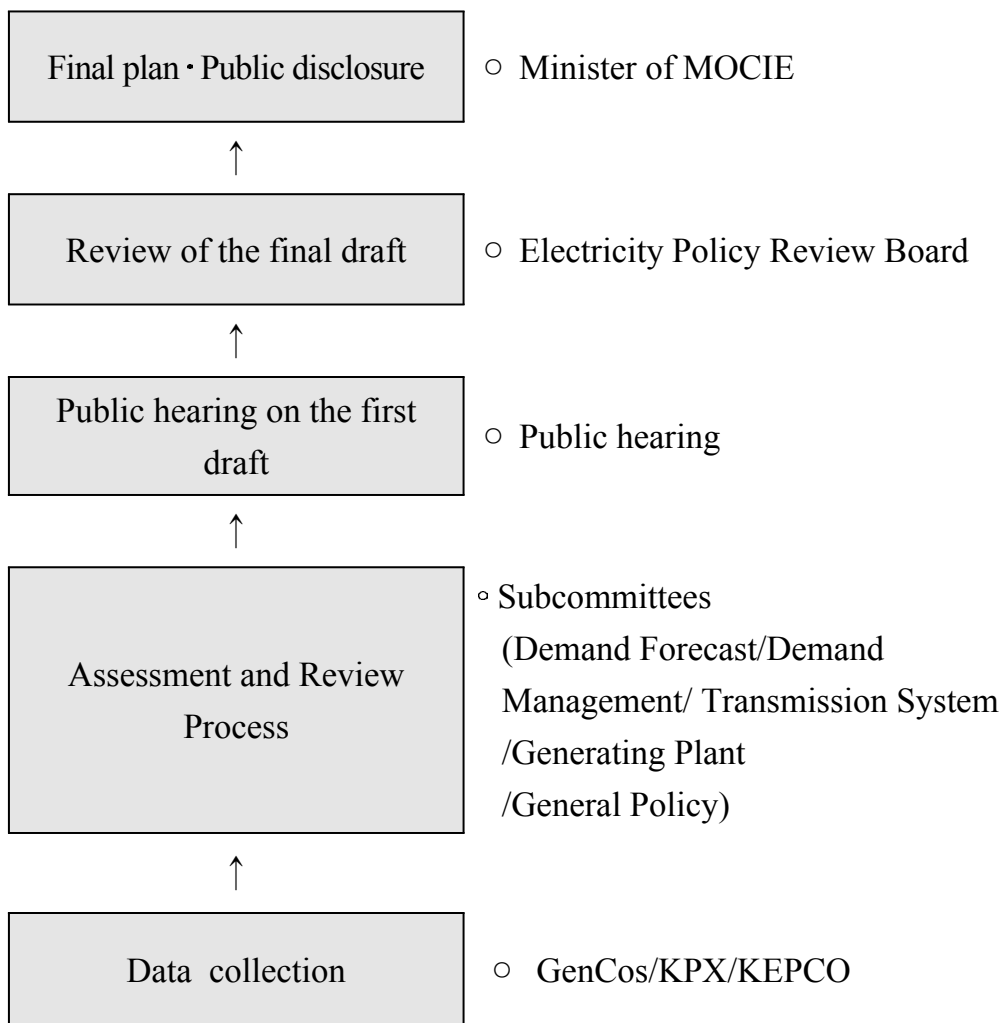 Final plan · Public disclosure
○ Minister of MOCIE
↑
Review of the final draft
○ Electricity Policy Review Board
↑
Public hearing on the first
draft
○ Public hearing
↑
Assessment and Review
Process
○ Subcommittees
(Demand Forecast/Demand
Management/ Transmission System
/Generating Plant
/General Policy)
↑
Data collection
○ GenCos/KPX/KEPCO